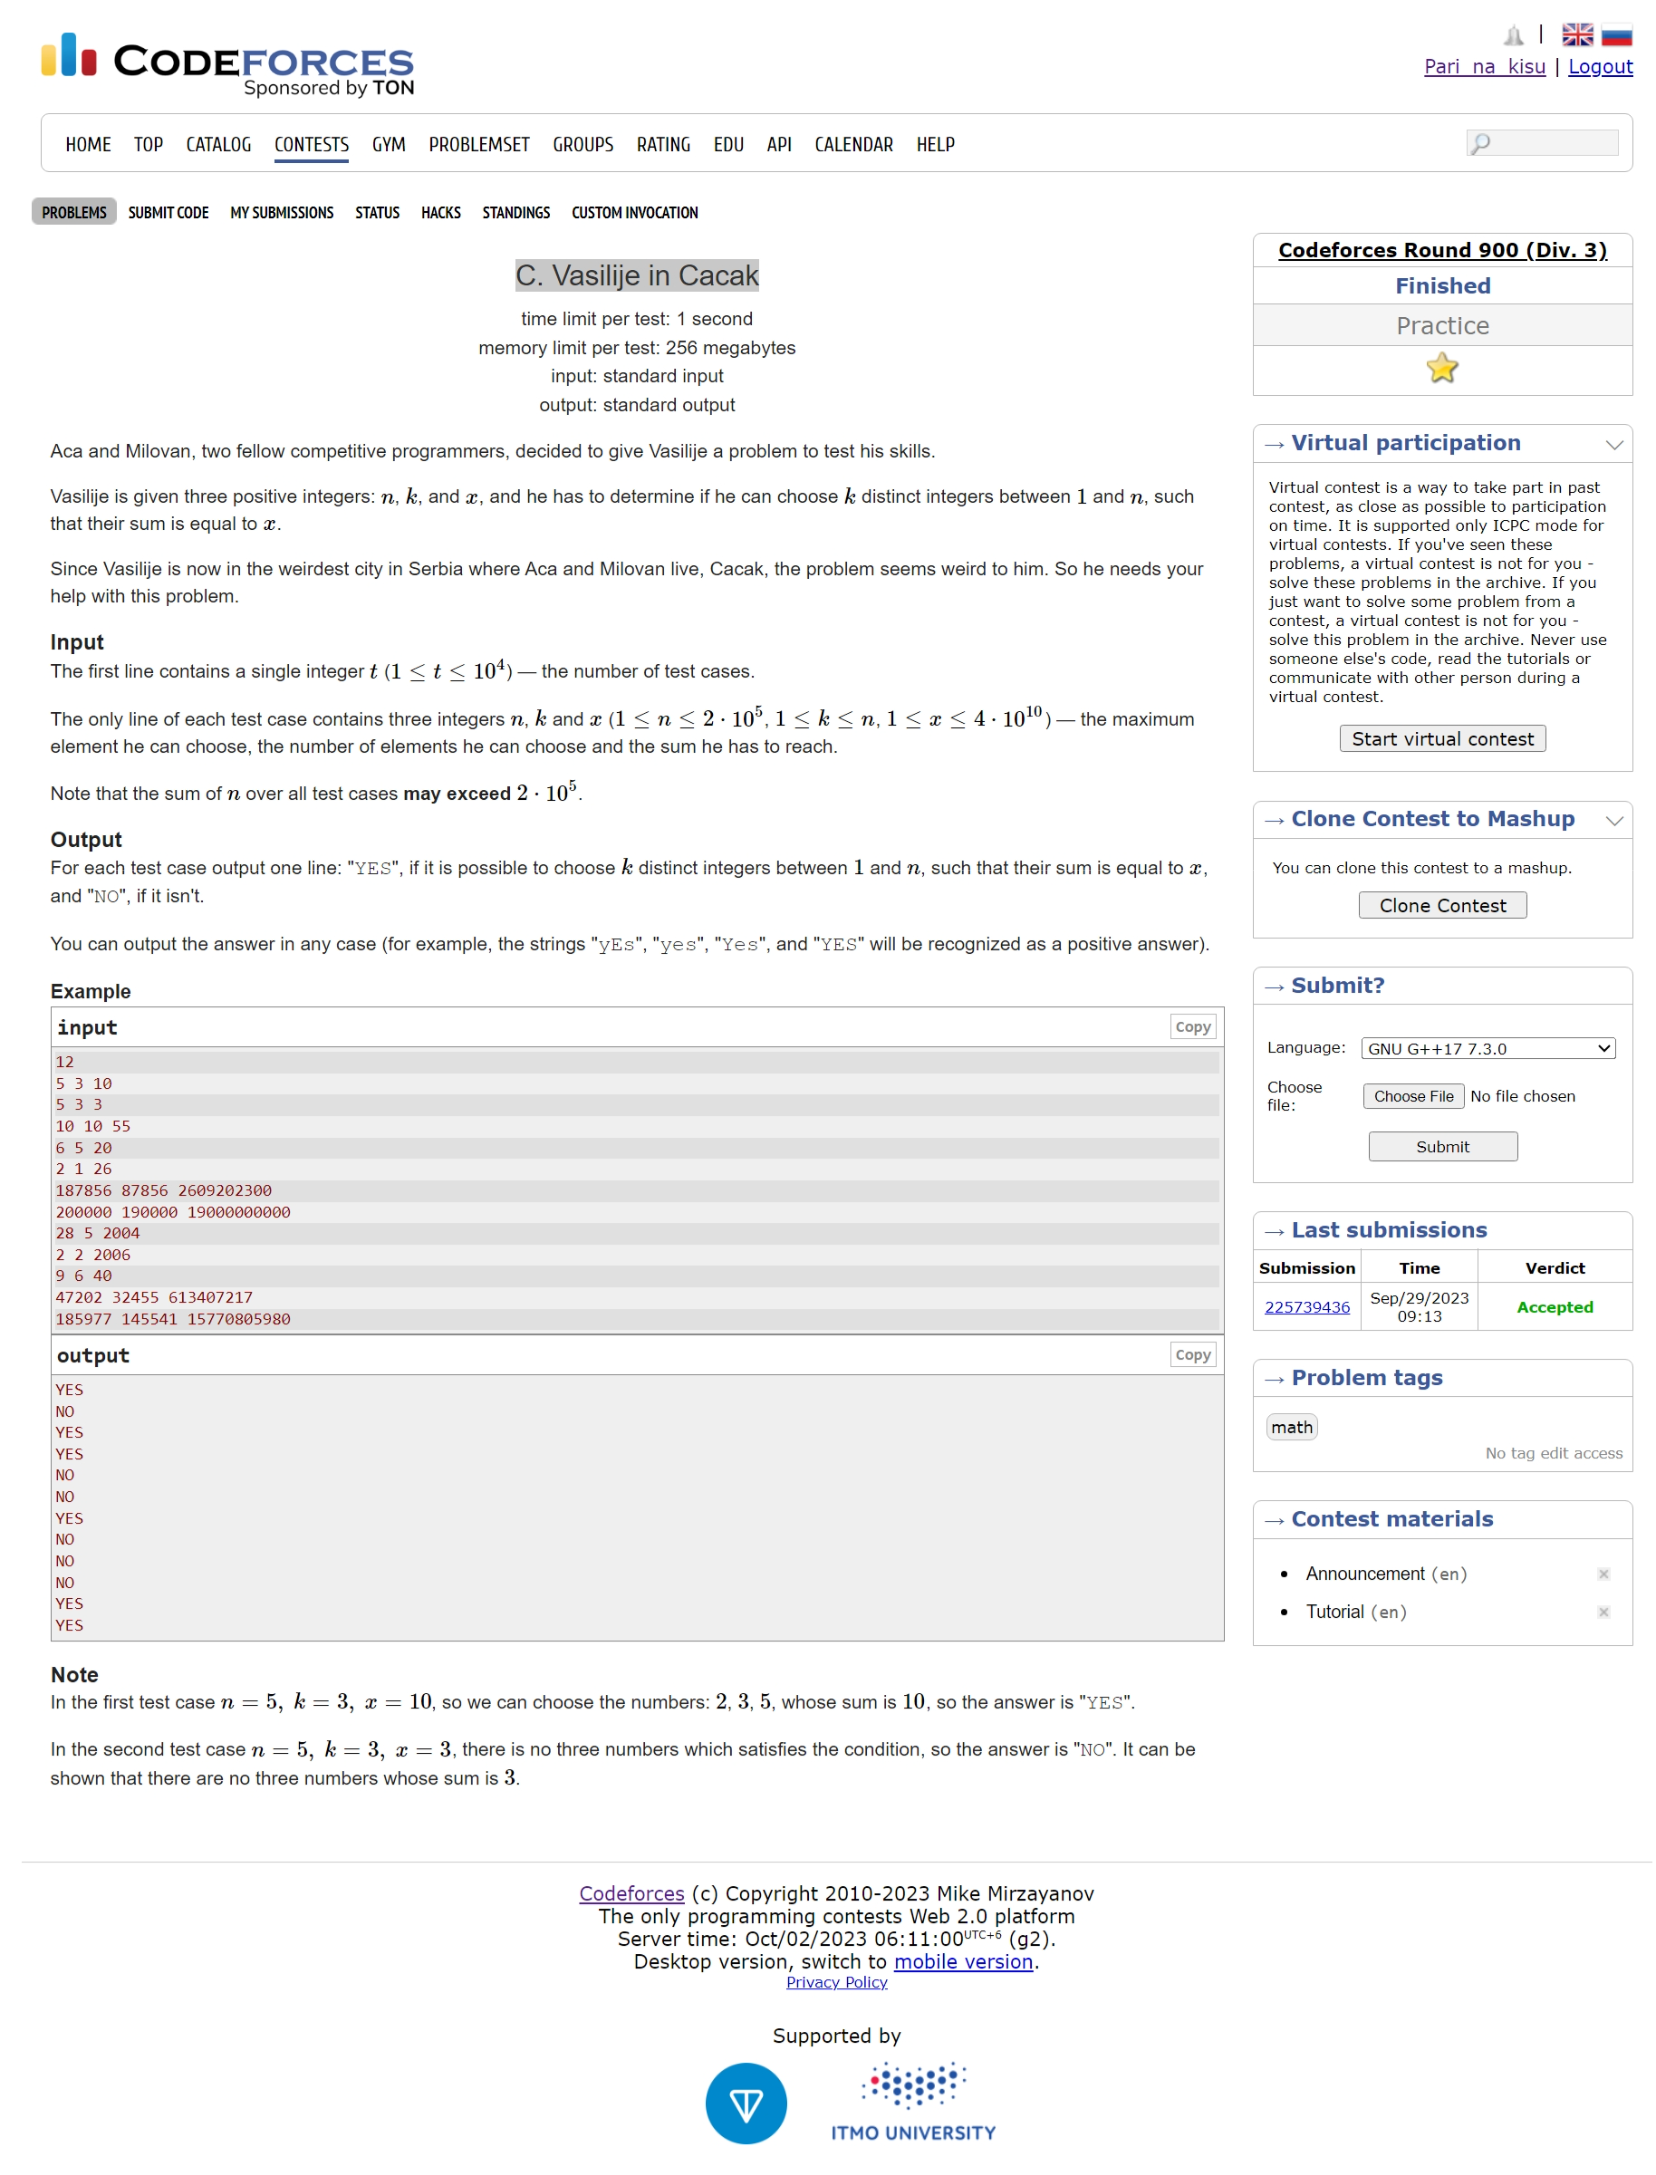 CODEFORCES
Sponsored by TON
|
Pari_na_kisu | Logout
HOME TOP CATALOG CONTESTS GYM PROBLEMSET GROUPS RATING EDU API CALENDAR HELP
PROBLEMS SUBMIT CODE MY SUBMISSIONS STATUS HACKS STANDINGS CUSTOM INVOCATION
C. Vasilije in Cacak
time limit per test: 1 second
memory limit per test: 256 megabytes
input: standard input
output: standard output
Aca and Milovan, two fellow competitive programmers, decided to give Vasilije a problem to test his skills.
Vasilije is given three positive integers: n, k, and x, and he has to determine if he can choose k distinct integers between 1 and n, such
that their sum is equal to x.
Since Vasilije is now in the weirdest city in Serbia where Aca and Milovan live, Cacak, the problem seems weird to him. So he needs your
help with this problem.
Input
The first line contains a single integer t (1 ≤ t ≤ 10⁴) — the number of test cases.
The only line of each test case contains three integers n, k and x (1 ≤ n ≤ 2 · 10⁵, 1 ≤ k ≤ n, 1 ≤ x ≤ 4 · 10¹⁰) — the maximum
element he can choose, the number of elements he can choose and the sum he has to reach.
Note that the sum of n over all test cases may exceed 2 · 10⁵.
Output
For each test case output one line: "YES", if it is possible to choose k distinct integers between 1 and n, such that their sum is equal to x,
and "NO", if it isn't.
You can output the answer in any case (for example, the strings "yEs", "yes", "Yes", and "YES" will be recognized as a positive answer).
Example
input
Copy
12
5 3 10
5 3 3
10 10 55
6 5 20
2 1 26
187856 87856 2609202300
200000 190000 19000000000
28 5 2004
2 2 2006
9 6 40
47202 32455 613407217
185977 145541 15770805980
output
Copy
YES
NO
YES
YES
NO
NO
YES
NO
NO
NO
YES
YES
Note
In the first test case n = 5, k = 3, x = 10, so we can choose the numbers: 2, 3, 5, whose sum is 10, so the answer is "YES".
In the second test case n = 5, k = 3, x = 3, there is no three numbers which satisfies the condition, so the answer is "NO". It can be
shown that there are no three numbers whose sum is 3.
Codeforces Round 900 (Div. 3)
Finished
Practice
→ Virtual participation
Virtual contest is a way to take part in past
contest, as close as possible to participation
on time. It is supported only ICPC mode for
virtual contests. If you've seen these
problems, a virtual contest is not for you -
solve these problems in the archive. If you
just want to solve some problem from a
contest, a virtual contest is not for you -
solve this problem in the archive. Never use
someone else's code, read the tutorials or
communicate with other person during a
virtual contest.
Start virtual contest
→ Clone Contest to Mashup
You can clone this contest to a mashup.
Clone Contest
→ Submit?
Language: GNU G++17 7.3.0
Choose
file:
Choose File No file chosen
Submit
→ Last submissions
Submission Time Verdict
225739436 Sep/29/2023
09:13
Accepted
→ Problem tags
math
No tag edit access
→ Contest materials
• Announcement (en) ×
• Tutorial (en) ×
Codeforces (c) Copyright 2010-2023 Mike Mirzayanov
The only programming contests Web 2.0 platform
Server time: Oct/02/2023 06:11:00UTC+6 (g2).
Desktop version, switch to mobile version.
Privacy Policy
Supported by
ITMO UNIVERSITY